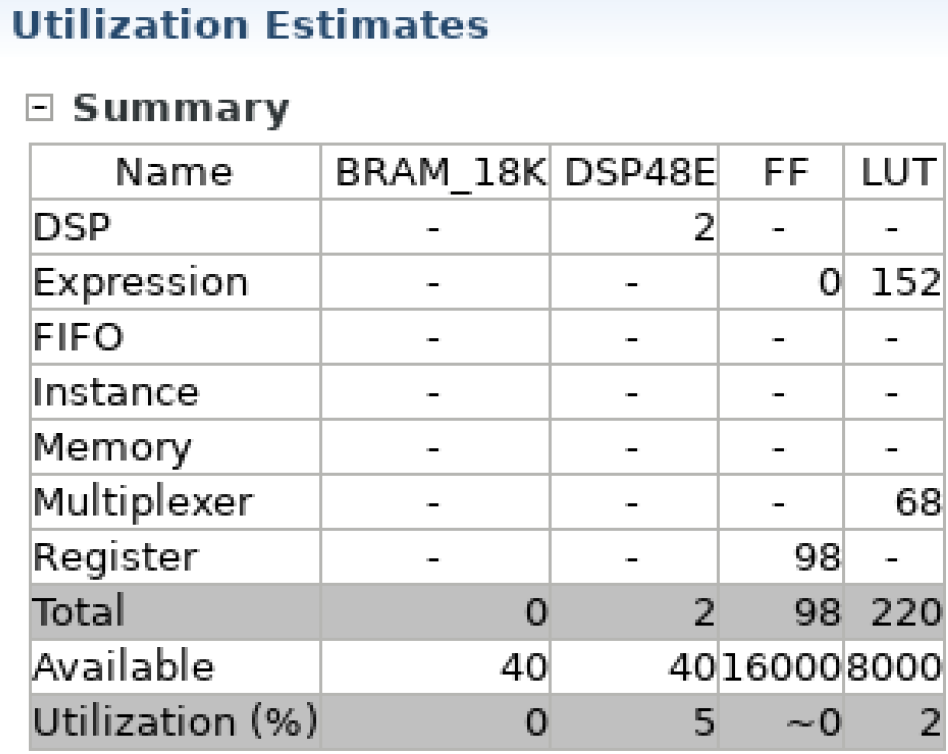 Utilization Estimates
Summary
Name BRAM_18K DSP48E FF LUT
DSP - 2 - -
Expression - - 0 152
FIFO - - - -
Instance - - - -
Memory - - - -
Multiplexer - - - 68
Register - - 98 -
Total 0 2 98 220
Available 40 40 16000 8000
Utilization (%) 0 5 ~0 2